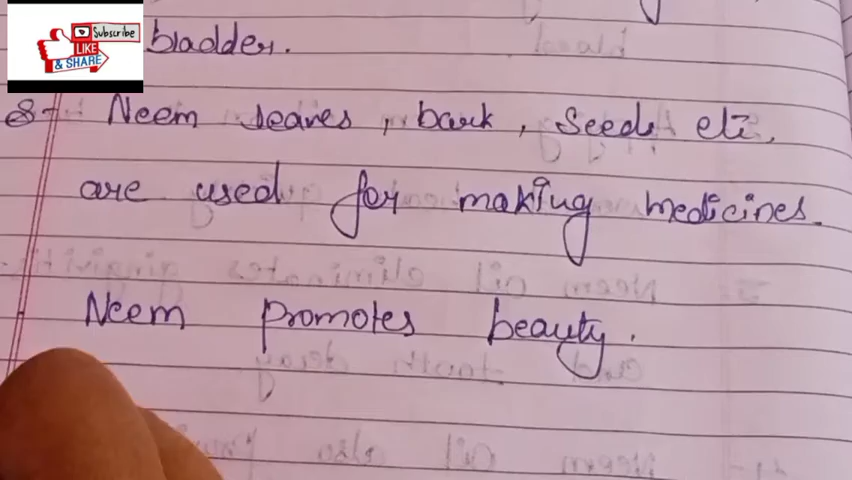 Subscribe
LIKE
& SHARE
bladder.
8- Neem leaves, bark, Seeds etc,
are used for making medicines.
Neem promotes beauty.